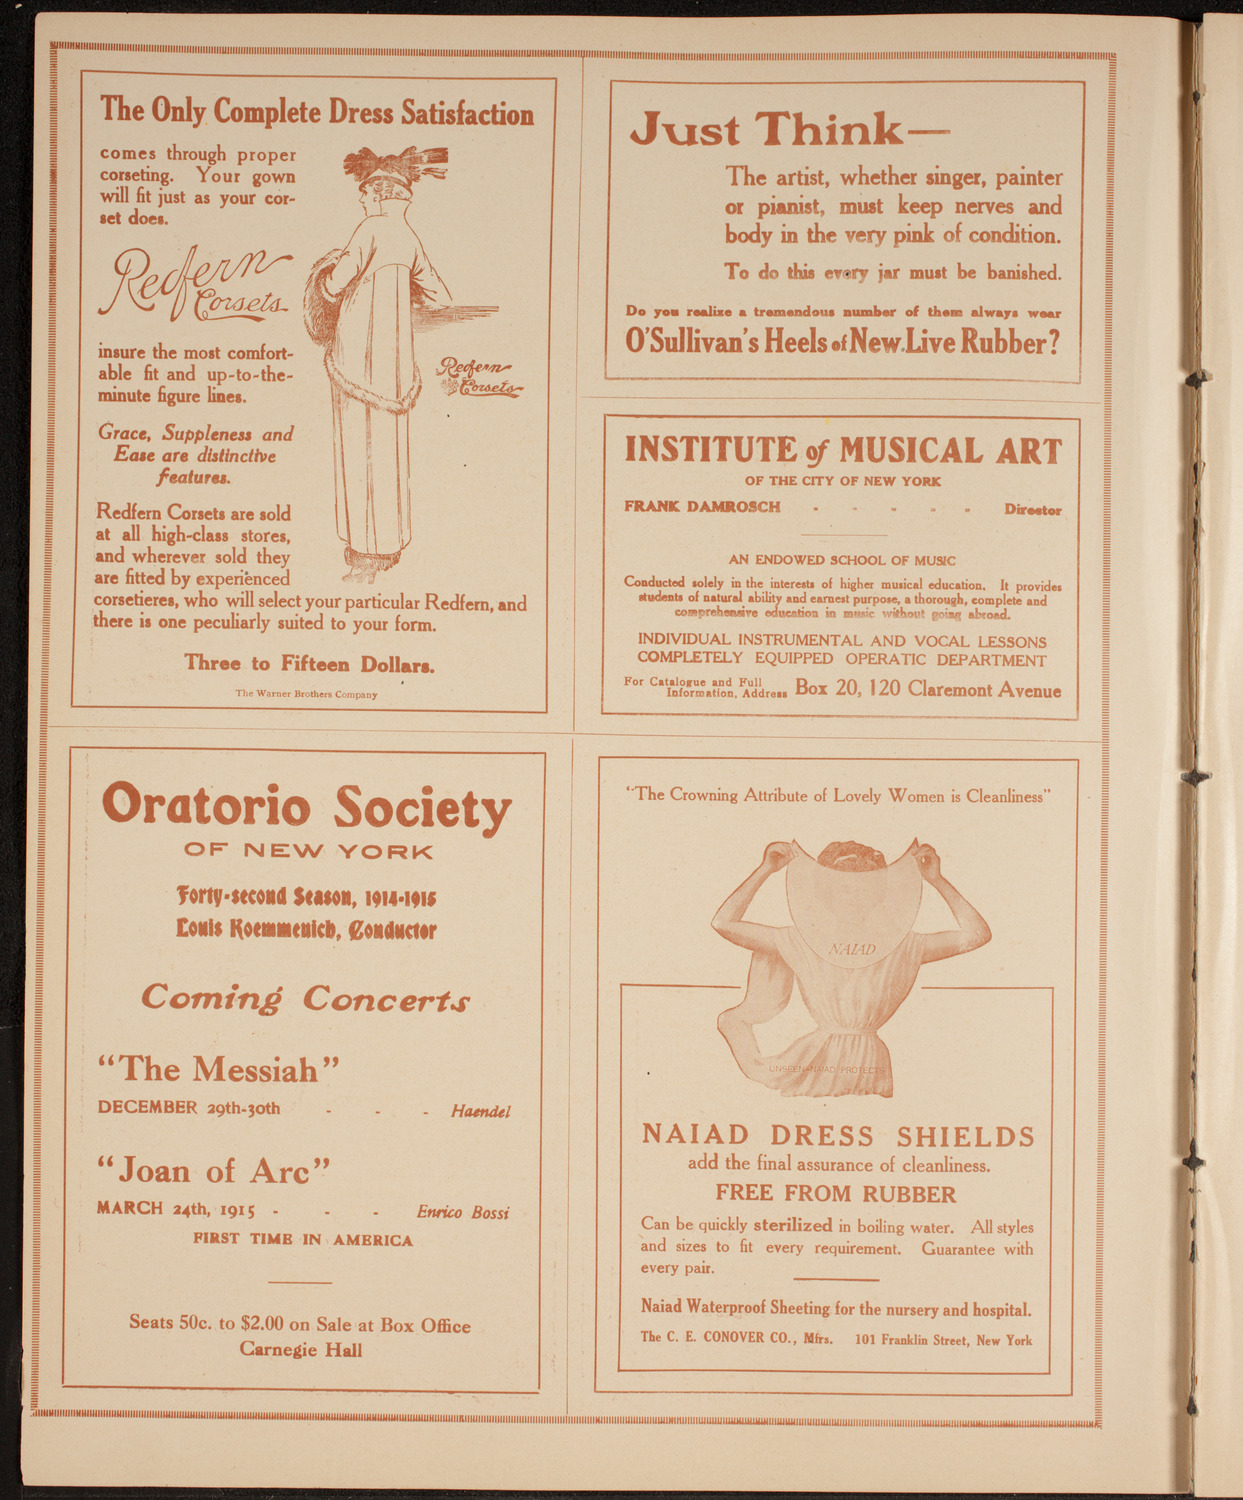 The Only Complete Dress Satisfaction
comes through proper
corseting. Your gown
will fit just as your cor-
set does.
Redfern
Corsets
insure the most comfort-
able fit and up-to-the-
minute figure lines.
Grace, Suppleness and
Ease are distinctive
features.
Redfern Corsets are sold
at all high-class stores,
and wherever sold they
are fitted by experienced
corsetieres, who will select your particular Redfern, and
there is one peculiarly suited to your form.
Three to Fifteen Dollars.
The Warner Brothers Company
Redfern
Corsets
Just Think—
The artist, whether singer, painter
or pianist, must keep nerves and
body in the very pink of condition.
To do this every jar must be banished.
Do you realize a tremendous number of them always wear
O'Sullivan's Heels of New Live Rubber?
INSTITUTE of MUSICAL ART
OF THE CITY OF NEW YORK
FRANK DAMROSCH - - - - - Director
AN ENDOWED SCHOOL OF MUSIC
Conducted solely in the interests of higher musical education. It provides
students of natural ability and earnest purpose, a thorough, complete and
comprehensive education in music without going abroad.
INDIVIDUAL INSTRUMENTAL AND VOCAL LESSONS
COMPLETELY EQUIPPED OPERATIC DEPARTMENT
For Catalogue and Full
Information, Address Box 20, 120 Claremont Avenue
Oratorio Society
OF NEW YORK
Forty-second Season, 1914-1915
Louis Koemmenich, Conductor
Coming Concerts
"The Messiah"
DECEMBER 29th-30th - - - Haendel
"Joan of Arc"
MARCH 24th, 1915 - - - Enrico Bossi
FIRST TIME IN AMERICA
Seats 50c. to $2.00 on Sale at Box Office
Carnegie Hall
"The Crowning Attribute of Lovely Women is Cleanliness"
NAIAD
UNSEEN-NAIAD PROTECTS
NAIAD DRESS SHIELDS
add the final assurance of cleanliness.
FREE FROM RUBBER
Can be quickly sterilized in boiling water. All styles
and sizes to fit every requirement. Guarantee with
every pair.
Naiad Waterproof Sheeting for the nursery and hospital.
The C. E. CONOVER CO., Mfrs. 101 Franklin Street, New York